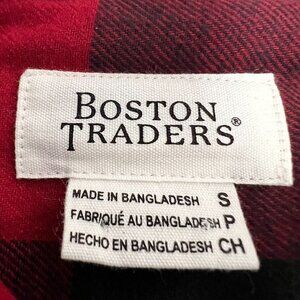 BOSTON
TRADERS®
MADE IN BANGLADESH S
FABRIQUÉ AU BANGLADESH P
HECHO EN BANGLADESH CH